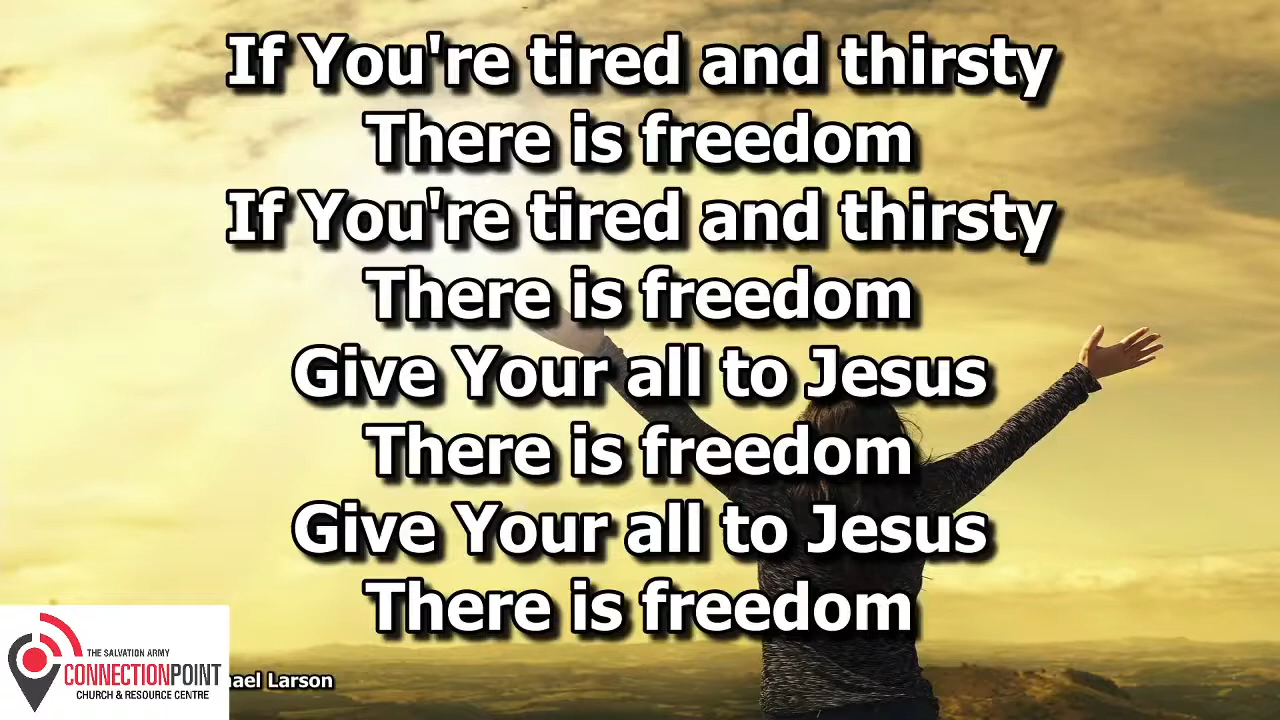 If You're tired and thirsty
There is freedom
If You're tired and thirsty
There is freedom
Give Your all to Jesus
There is freedom
Give Your all to Jesus
There is freedom
THE SALVATION ARMY
CONNECTIONPOINT
CHURCH & RESOURCE CENTRE
Larson